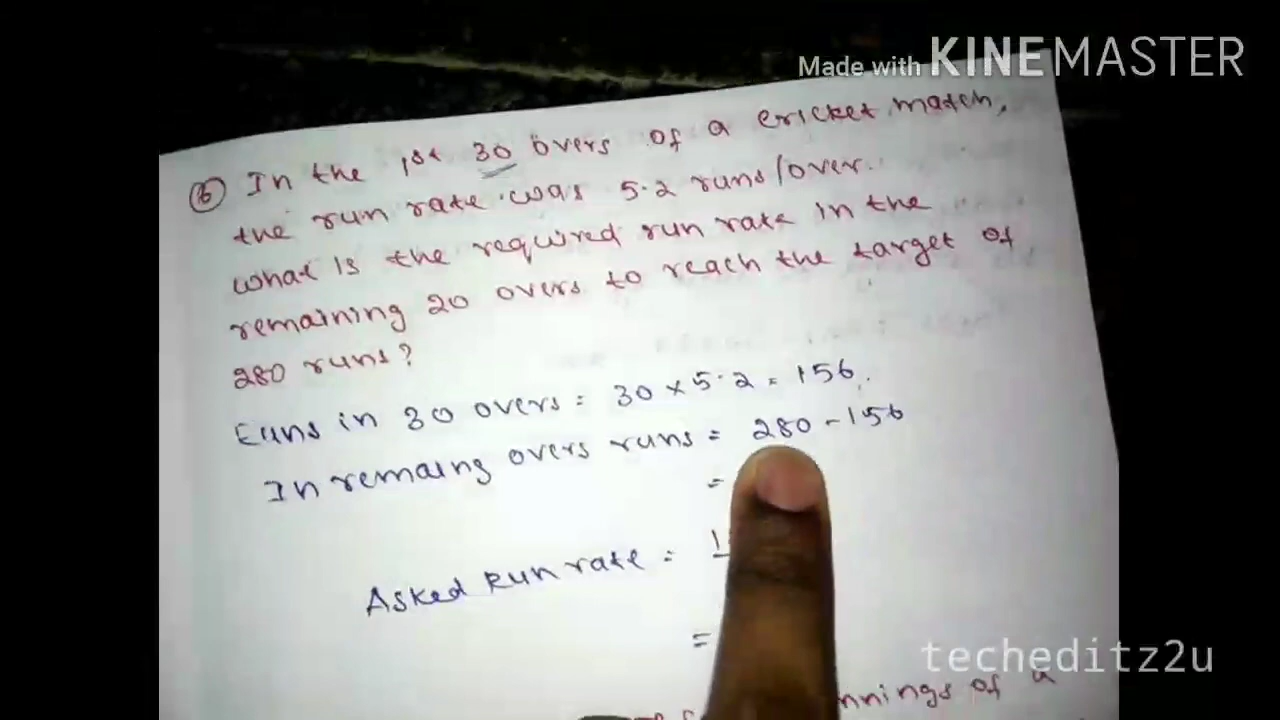 Made with KINEMASTER
⑥ In the 1st 30 overs of a cricket match,
the run rate was 5.2 runs/over.
what is the required run rate in the
remaining 20 overs to reach the target of
280 runs?
Runs in 30 overs = 30 × 5.2 = 156.
In remaing overs runs = 280 - 156
=
Asked Run rate =
=
techeditz2u
nnings of a